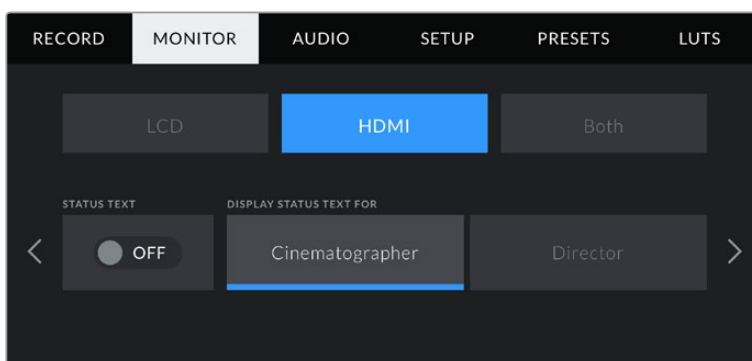 RECORD MONITOR AUDIO SETUP PRESETS LUTS
LCD HDMI Both
STATUS TEXT DISPLAY STATUS TEXT FOR
OFF Cinematographer Director